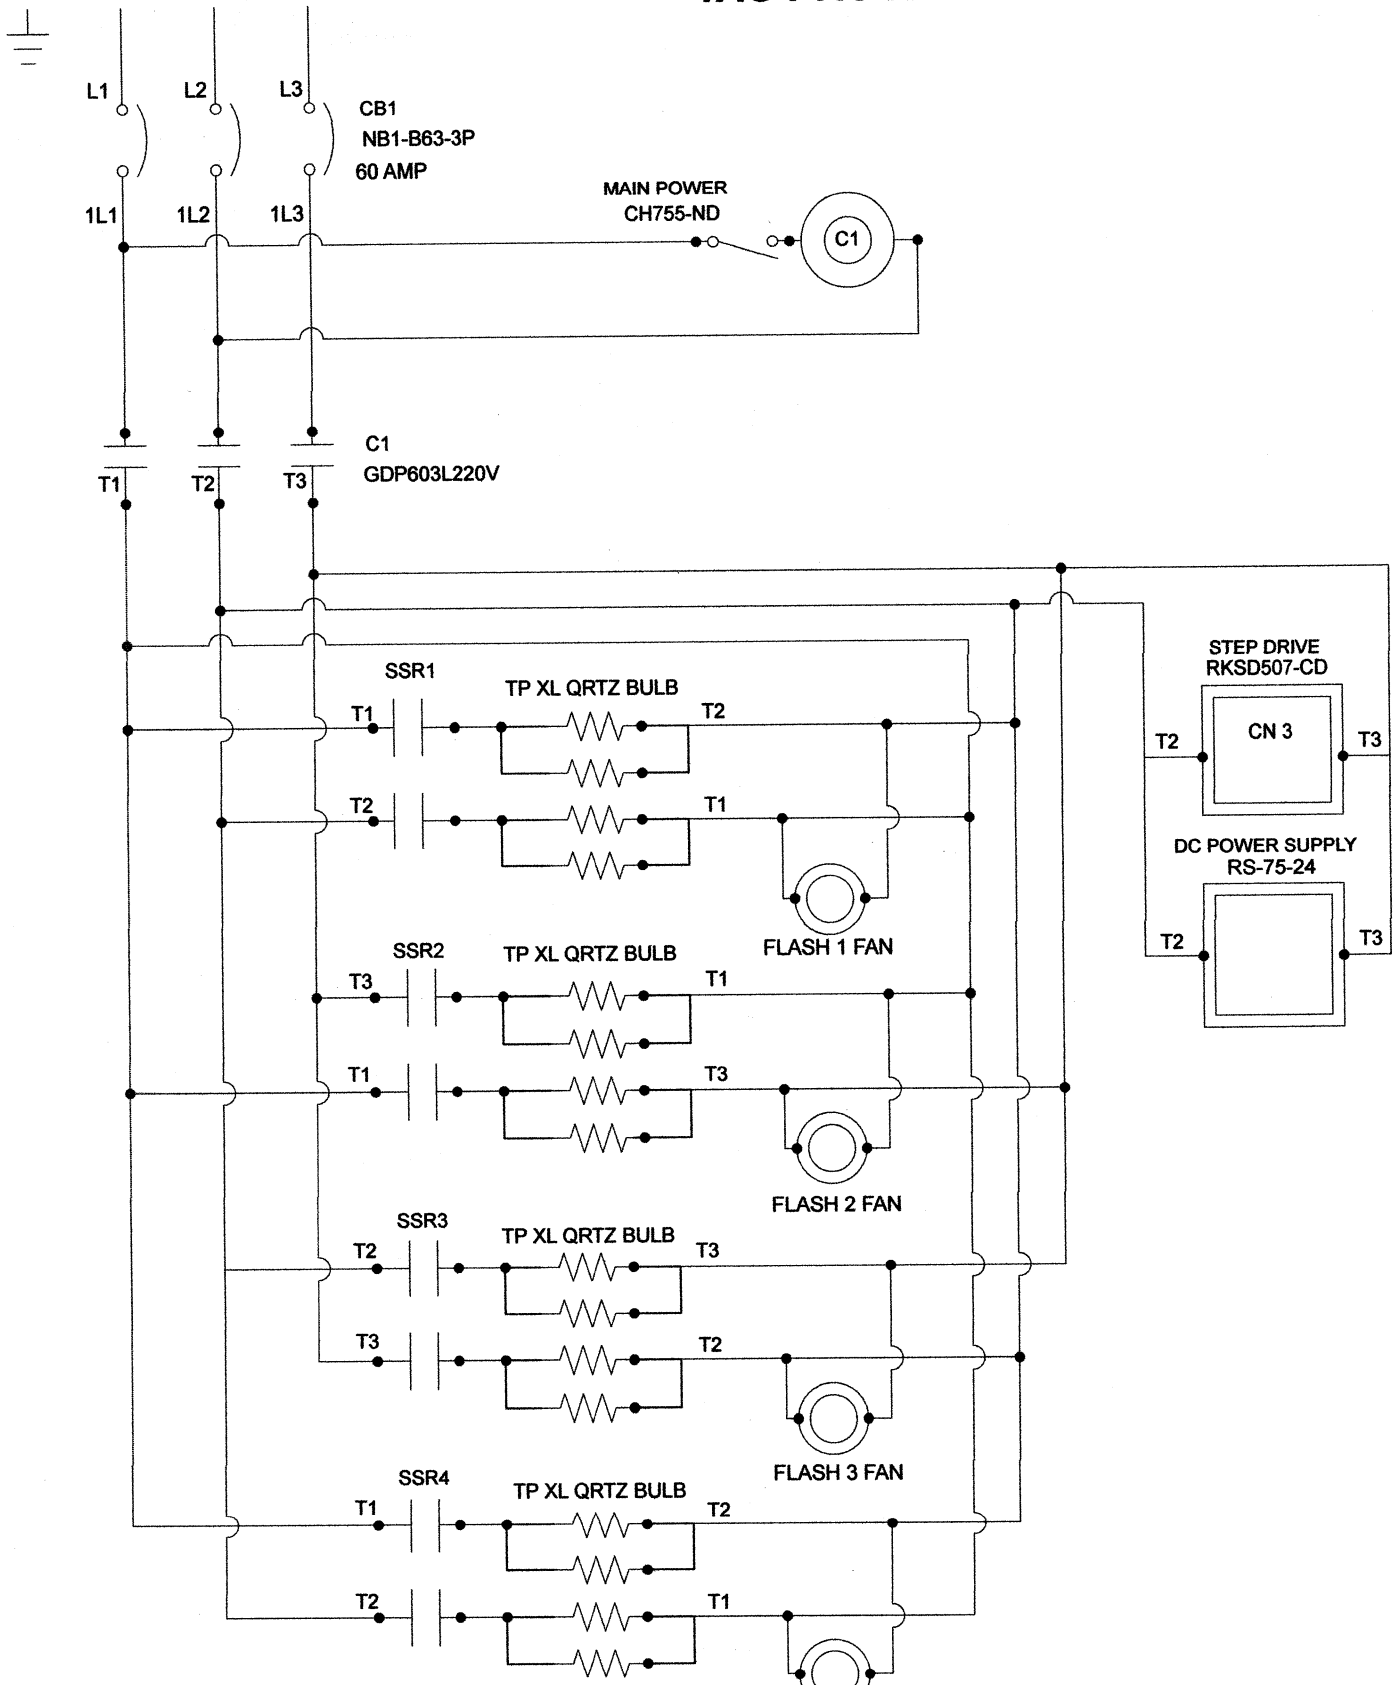 L1
L2
L3
CB1
NB1-B63-3P
60 AMP
1L1
1L2
1L3
MAIN POWER
CH755-ND
C1
C1
GDP603L220V
T1
T2
T3
STEP DRIVE
RKSD507-CD
CN 3
T2
T3
DC POWER SUPPLY
RS-75-24
T2
T3
SSR1
TP XL QRTZ BULB
T1
T2
T2
T1
FLASH 1 FAN
SSR2
TP XL QRTZ BULB
T3
T1
T1
T3
FLASH 2 FAN
SSR3
TP XL QRTZ BULB
T2
T3
T3
T2
FLASH 3 FAN
SSR4
TP XL QRTZ BULB
T1
T2
T2
T1